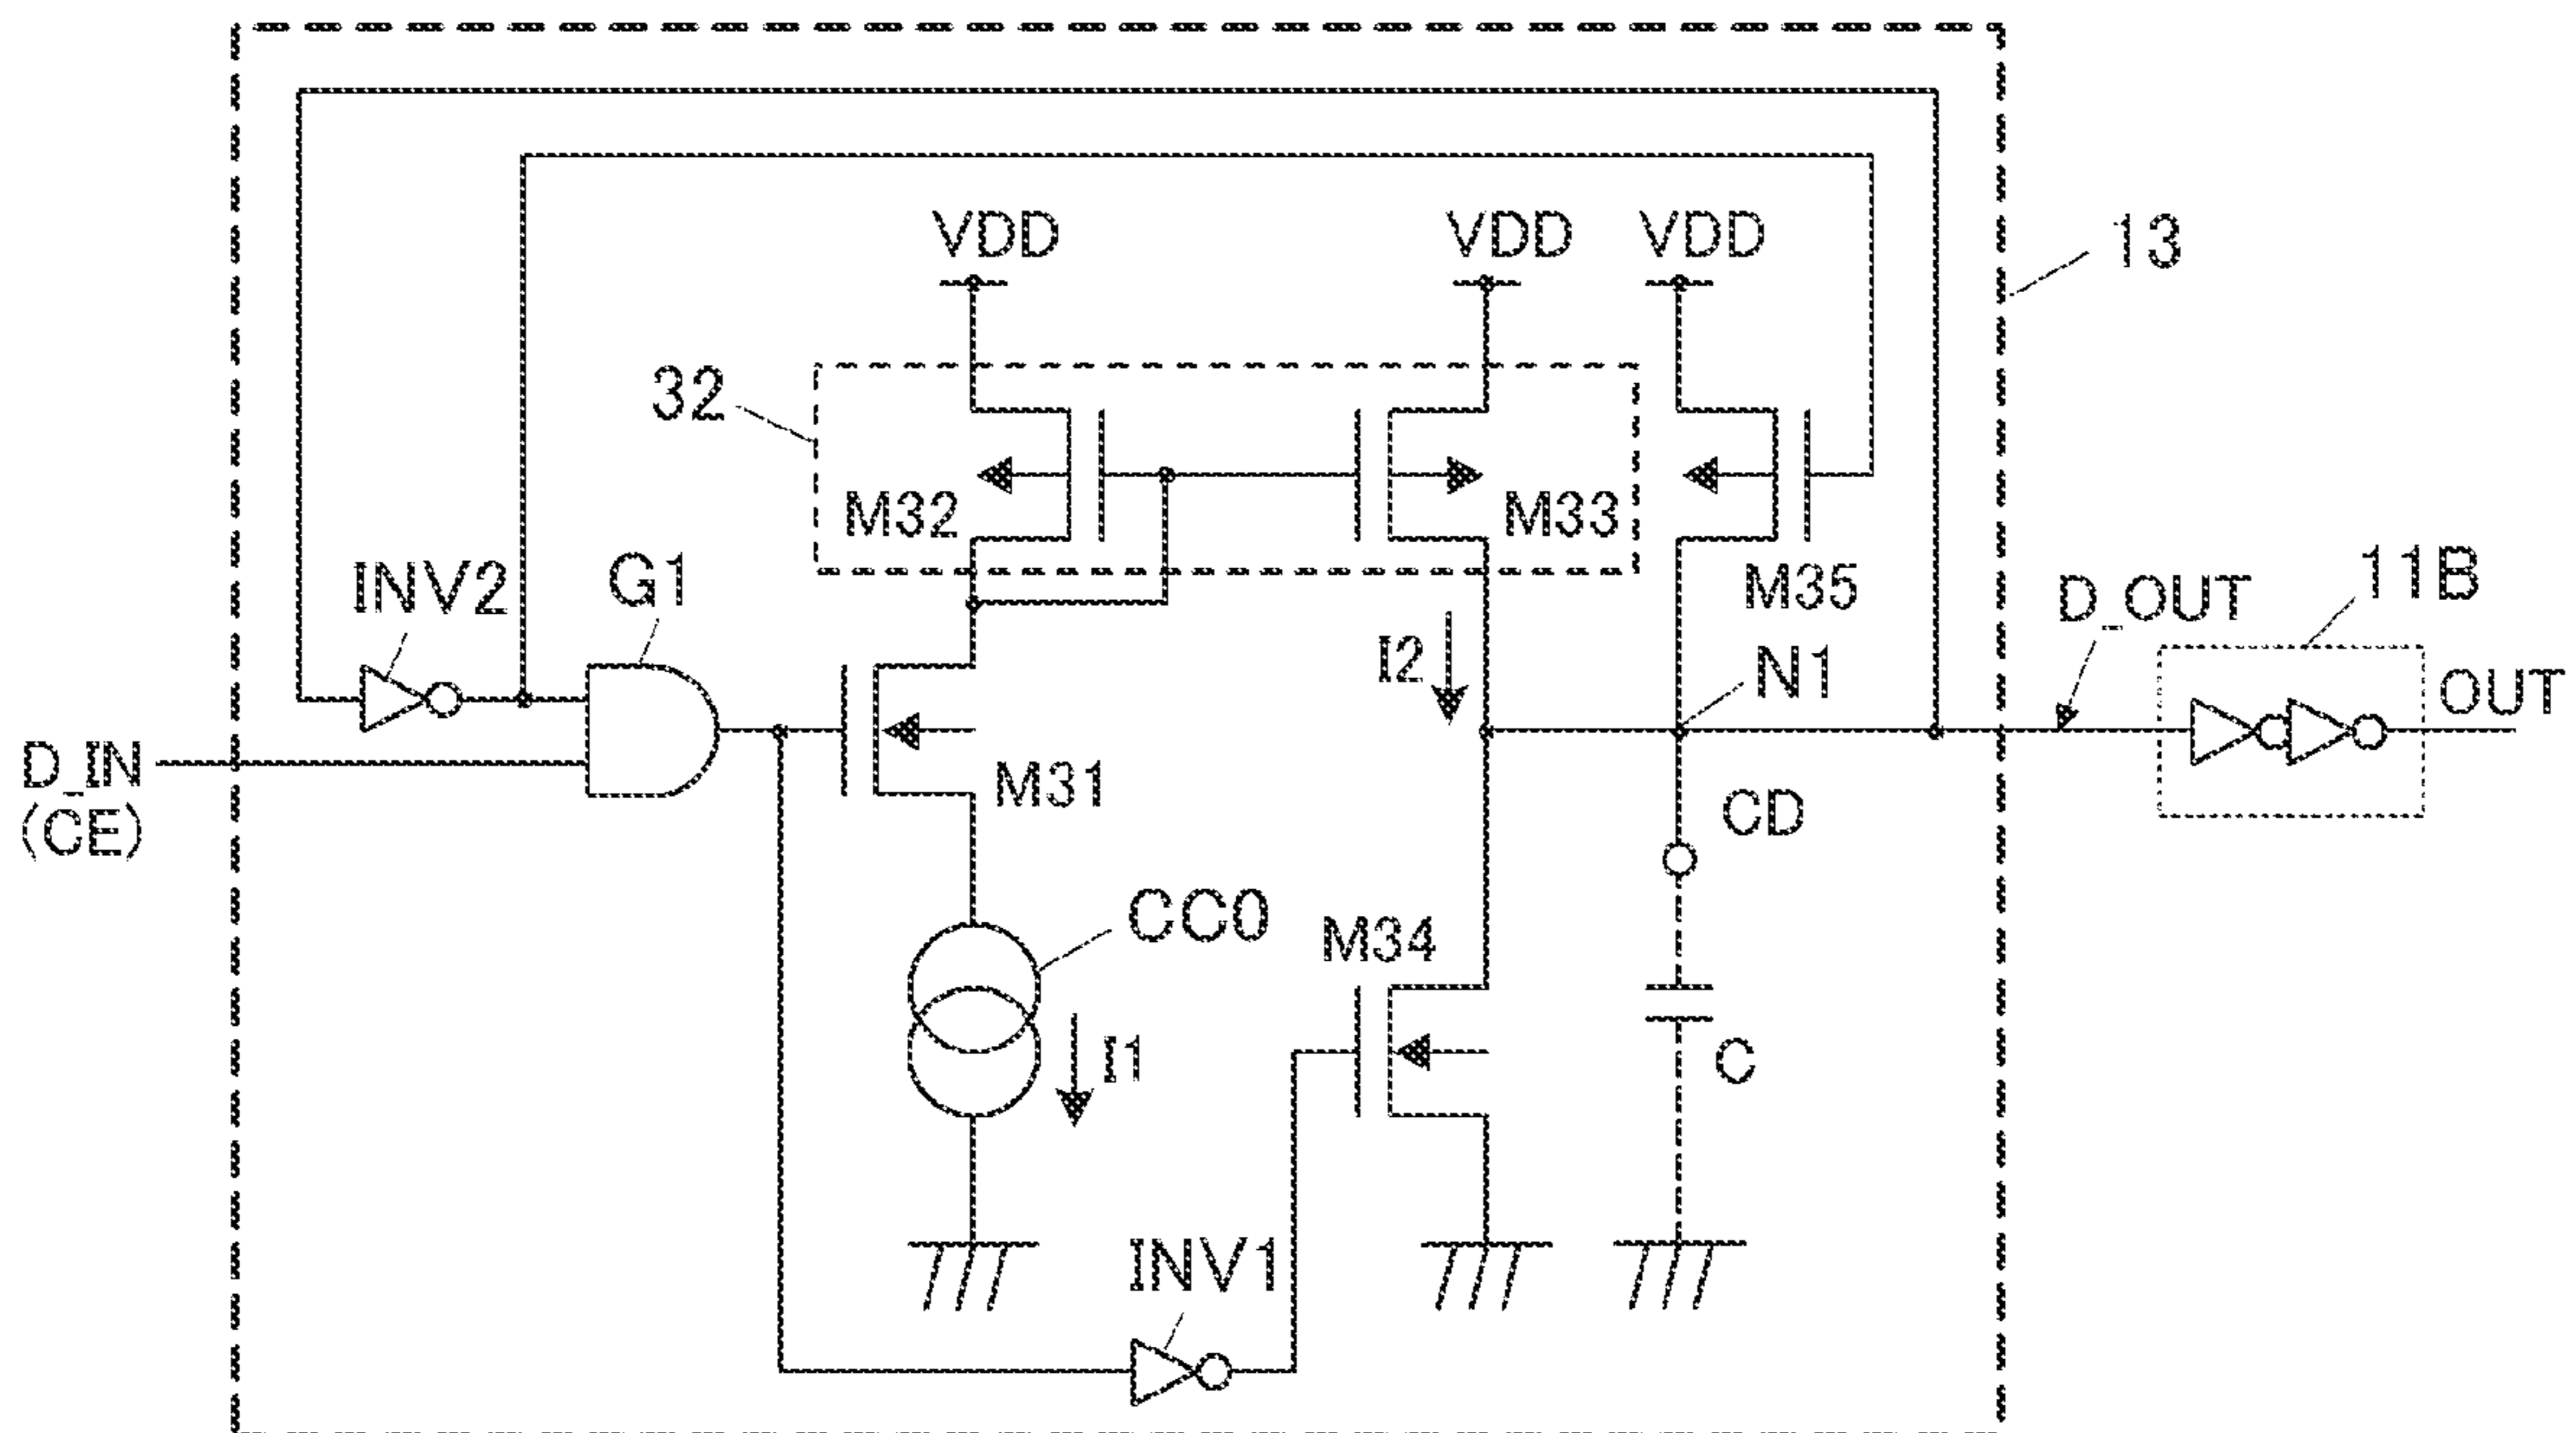 VDD
VDD
VDD
13
32
M32
M33
M35
INV2
G1
11B
D_OUT
I2
N1
OUT
D_IN
(CE)
M31
CD
CC0
M34
I1
C
INV1